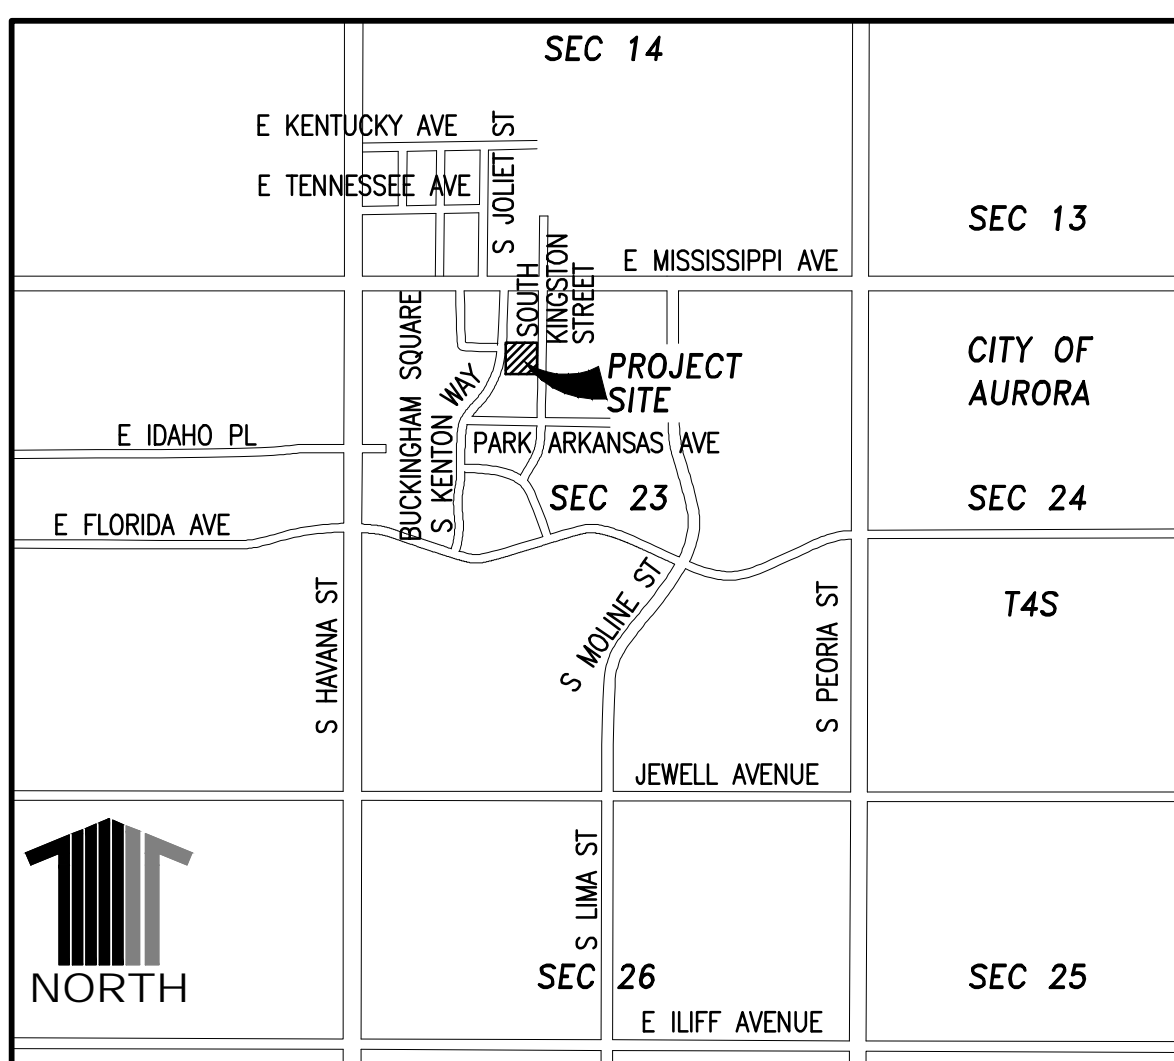 SEC 14
E KENTUCKY AVE
S JOLIET ST
E TENNESSEE AVE
SEC 13
E MISSISSIPPI AVE
SOUTH
KINGSTON
STREET
BUCKINGHAM SQUARE
S KENTON WAY
PROJECT
SITE
CITY OF
AURORA
E IDAHO PL
PARK ARKANSAS AVE
SEC 23
SEC 24
E FLORIDA AVE
S HAVANA ST
S MOLINE ST
S PEORIA ST
T4S
JEWELL AVENUE
S LIMA ST
NORTH
SEC 26
SEC 25
E ILIFF AVENUE